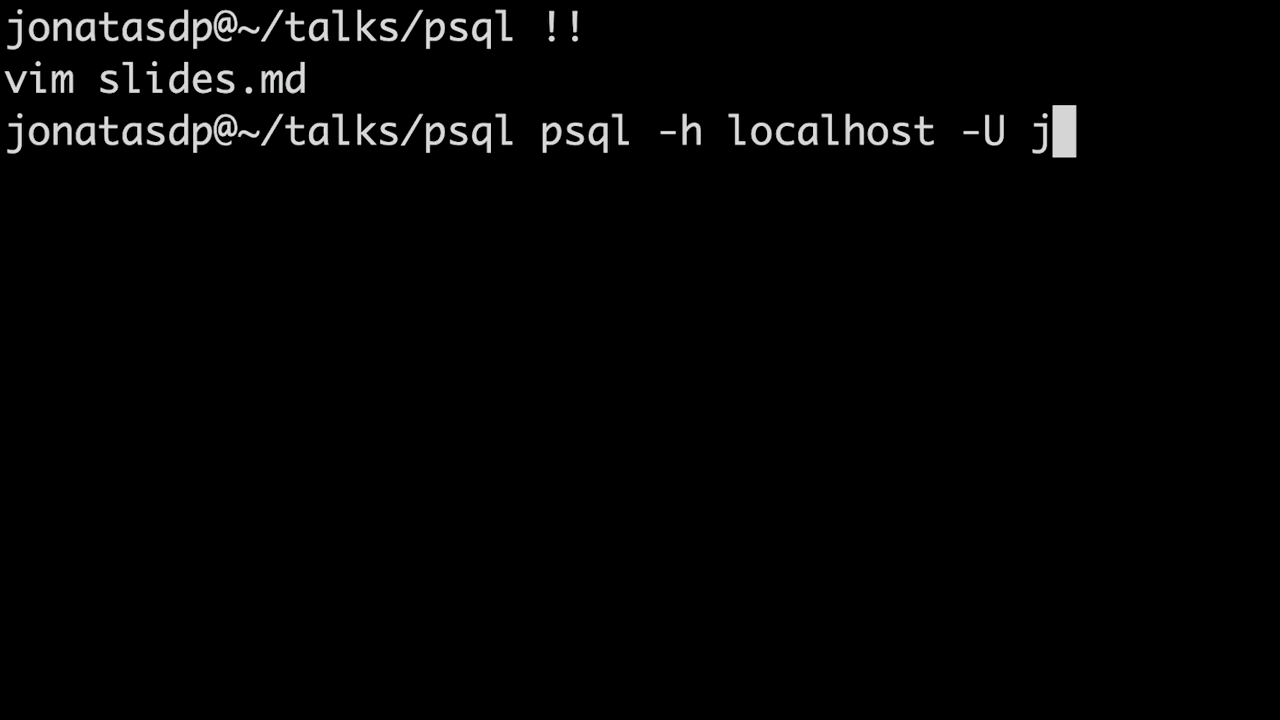 jonatasdp@~/talks/psql !!
vim slides.md
jonatasdp@~/talks/psql psql -h localhost -U j